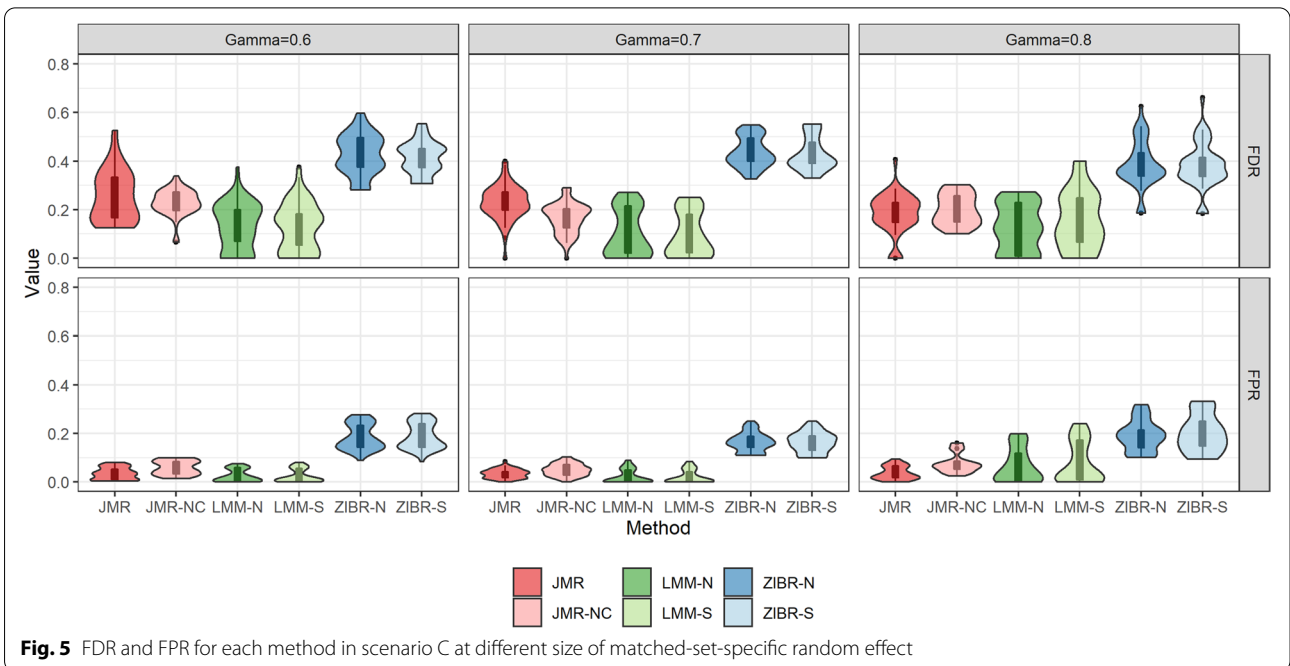 Gamma=0.6 Gamma=0.7 Gamma=0.8
0.8
0.6
0.4
0.2
0.0
FDR
Value
0.8
0.6
0.4
0.2
0.0
FPR
JMR JMR-NC LMM-N LMM-S ZIBR-N ZIBR-S JMR JMR-NC LMM-N LMM-S ZIBR-N ZIBR-S JMR JMR-NC LMM-N LMM-S ZIBR-N ZIBR-S
Method
JMR LMM-N ZIBR-N
JMR-NC LMM-S ZIBR-S
Fig. 5 FDR and FPR for each method in scenario C at different size of matched-set-specific random effect